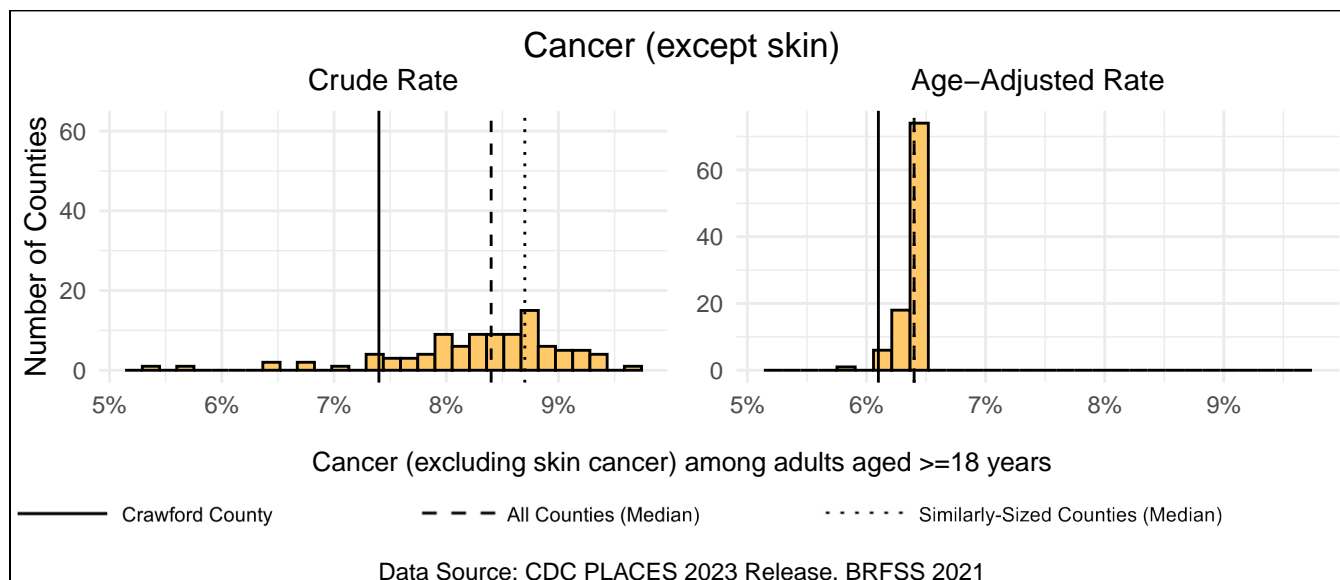 Cancer (except skin)
Crude Rate
Age−Adjusted Rate
Number of Counties
60
40
20
0
5%
6%
7%
8%
9%
60
40
20
0
5%
6%
7%
8%
9%
Cancer (excluding skin cancer) among adults aged >=18 years
Crawford County
All Counties (Median)
Similarly-Sized Counties (Median)
Data Source: CDC PLACES 2023 Release, BRFSS 2021